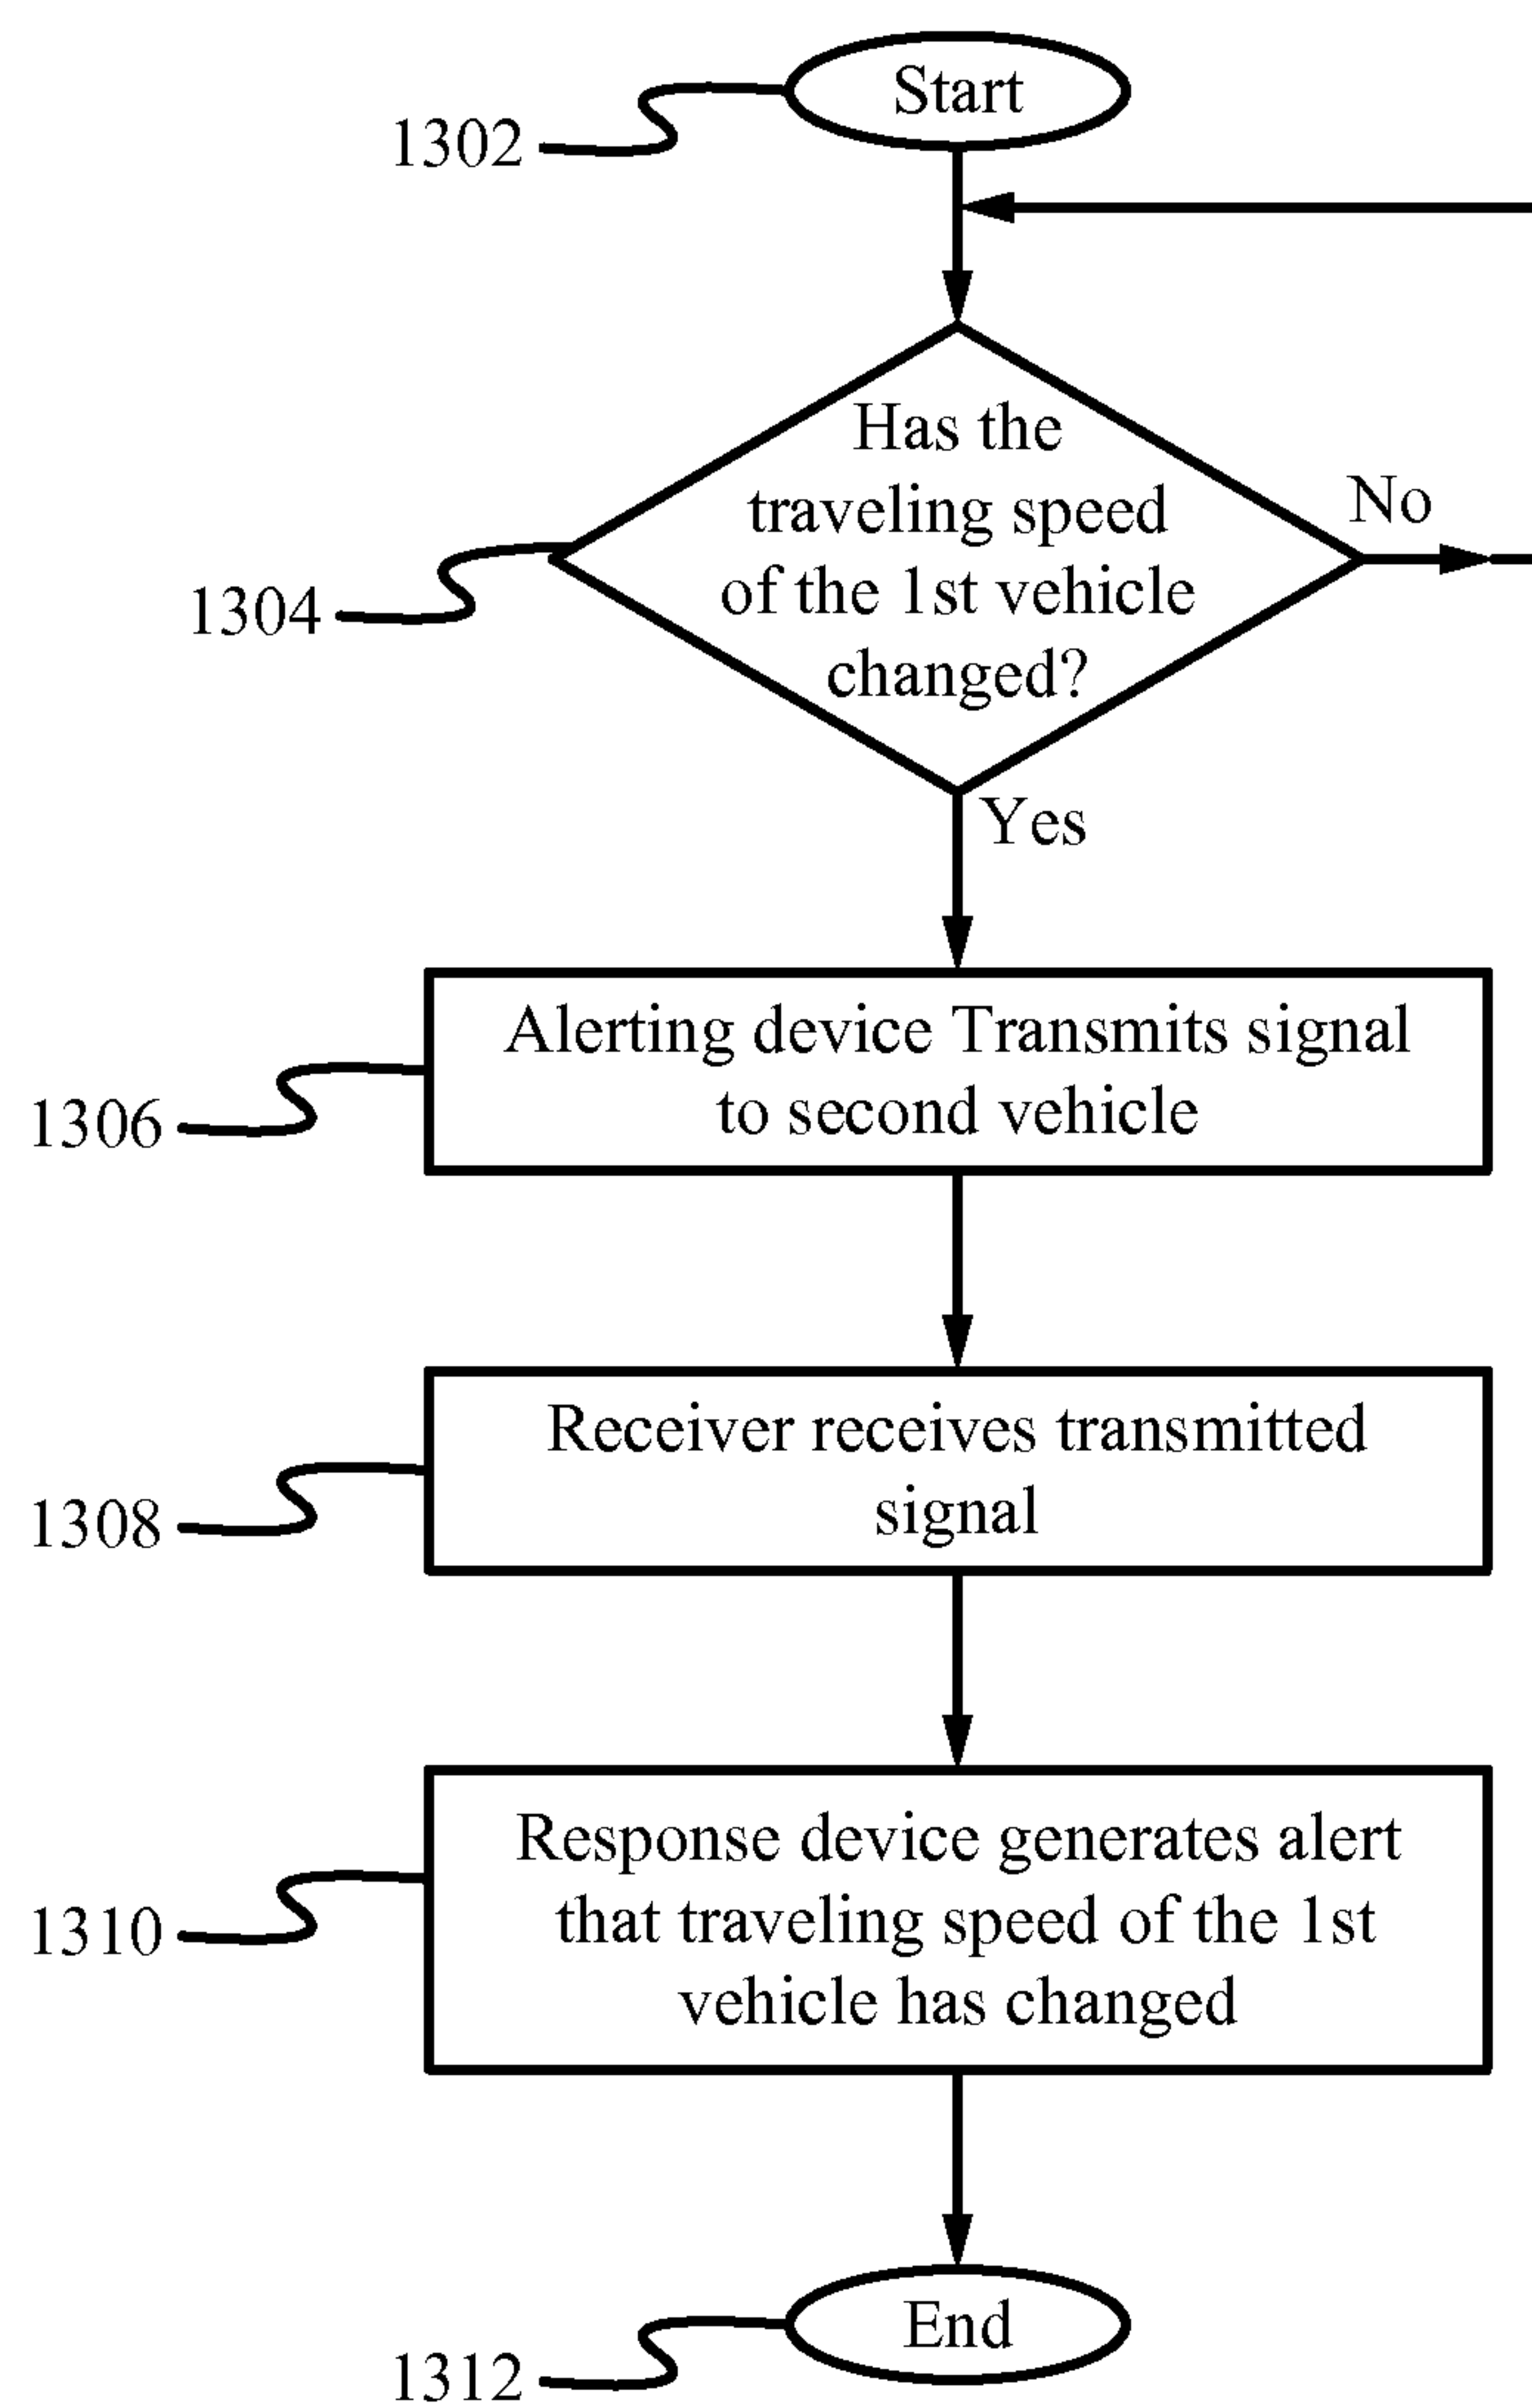 Start
1302
Has the
traveling speed
of the 1st vehicle
changed?
No
1304
Yes
Alerting device Transmits signal
to second vehicle
1306
Receiver receives transmitted
signal
1308
Response device generates alert
that traveling speed of the 1st
vehicle has changed
1310
End
1312